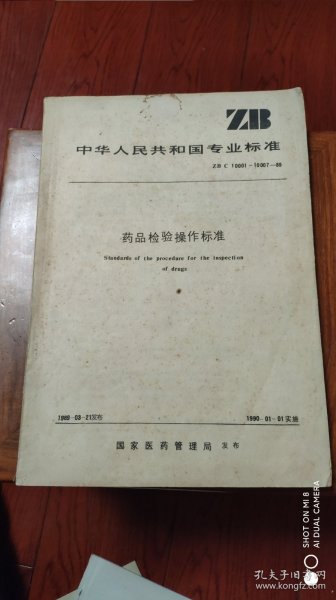 ZB
中华人民共和国专业标准
ZB C 10001—10007—89
药品检验操作标准
Standards of the procedure for the inspection
of drugs
1989-03-21发布
1990-01-01实施
国家医药管理局 发布
SHOT ON MI 8
AI DUAL CAMERA
孔夫子旧书网